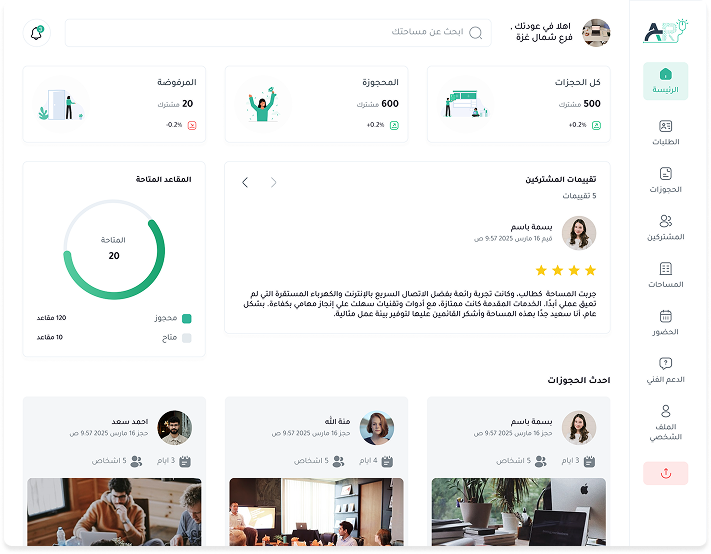 AR
الرئيسة
الطلبات
الحجوزات
المشتركين
المساحات
الحضور
الدعم الفني
الملف
الشخصي
اهلا في عودتك ,
فرع شمال غزة
ابحث عن مساحتك
3
كل الحجزات
500 مشترك
+0.2%
المحجوزة
600 مشترك
+0.2%
المرفوضة
20 مشترك
-0.2%
تقييمات المشتركين
5 تقييمات
بسمة باسم
قيم 16 مارس 2025 9:57 ص
جربت المساحة كطالب، وكانت تجربة رائعة بفضل الاتصال السريع بالإنترنت والكهرباء المستقرة التي لم
تعيق عملي أبدًا. الخدمات المقدمة كانت ممتازة، مع أدوات وتقنيات سهلت علي إنجاز مهامي بكفاءة. بشكل
عام، أنا سعيد جدًا بهذه المساحة وأشكر القائمين عليها لتوفير بيئة عمل مثالية.
المقاعد المتاحة
المتاحة
20
محجوز 120 مقاعد
متاح 10 مقاعد
احدث الحجوزات
بسمة باسم
حجز 16 مارس 2025 9:57 ص
3 ايام 5 اشخاص
منة الله
حجز 16 مارس 2025 9:57 ص
4 ايام 5 اشخاص
احمد سعد
حجز 16 مارس 2025 9:57 ص
3 ايام 5 اشخاص